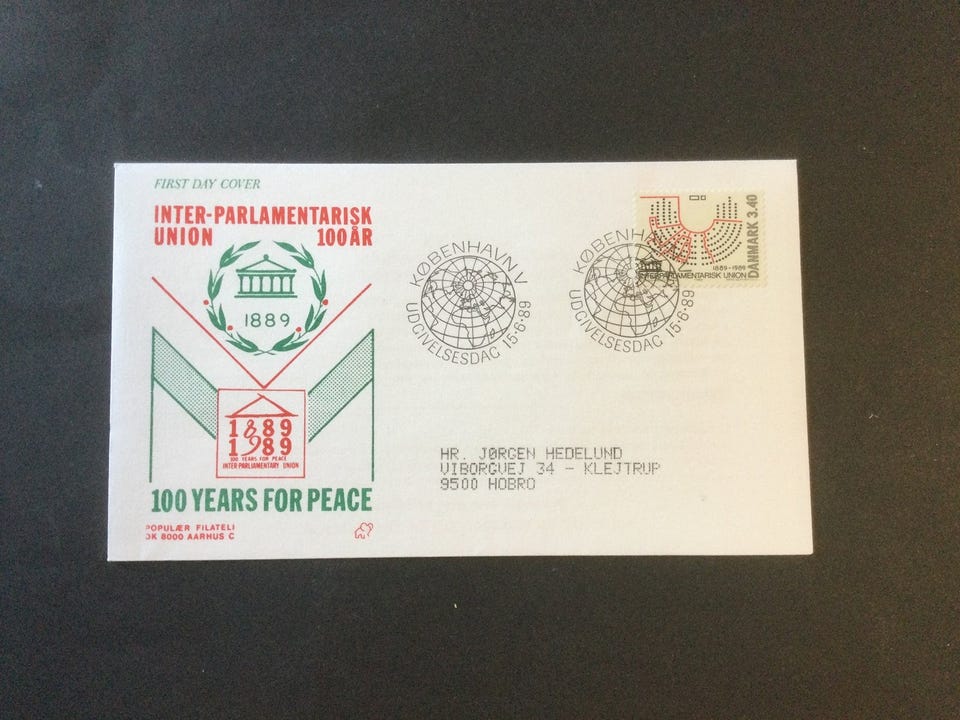 FIRST DAY COVER
INTER-PARLAMENTARISK
UNION 100 ÅR
1889
1889
1989
100 YEARS FOR PEACE
INTER-PARLIAMENTARY UNION
100 YEARS FOR PEACE
POPULÆR FILATELI
DK 8000 AARHUS C
KØBENHAVN V
UDGIVELSESDAG 15.6.89
KØBENHAVN V
UDGIVELSESDAG 15.6.89
DANMARK 3.40
1889-1989
INTERPARLAMENTARISK UNION
HR. JØRGEN HEDELUND
VIBORGVEJ 34 - KLEJTRUP
9500 HOBRO